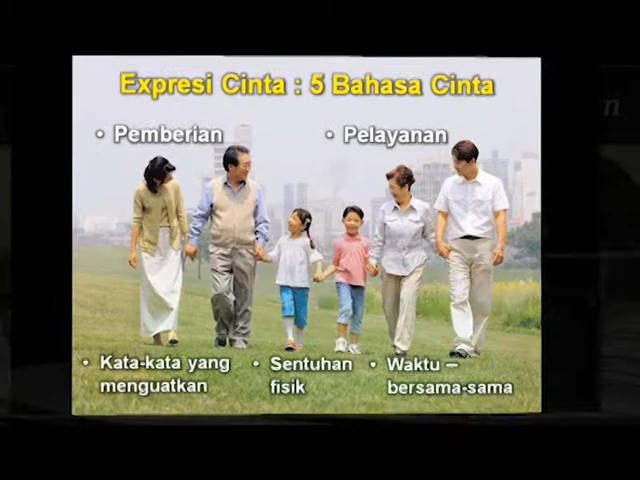 Expresi Cinta : 5 Bahasa Cinta
• Pemberian
• Pelayanan
• Kata-kata yang
menguatkan
• Sentuhan
fisik
• Waktu –
bersama-sama